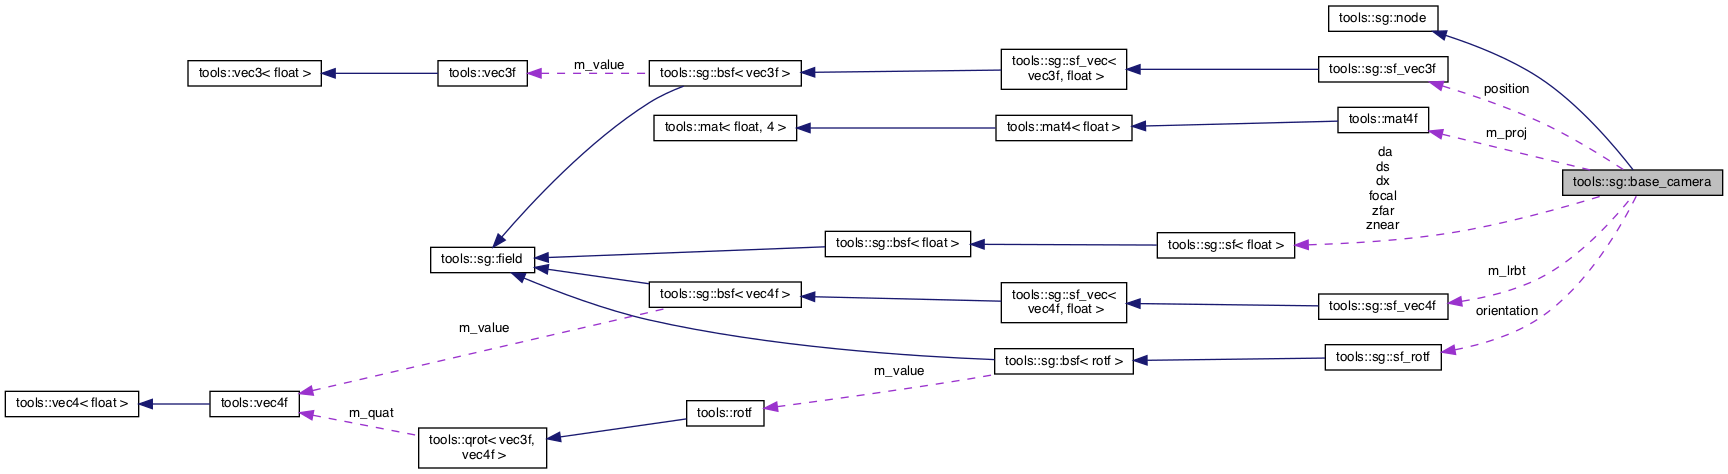 tools::sg::node
tools::vec3< float >
tools::vec3f
m_value
tools::sg::bsf< vec3f >
tools::sg::sf_vec<
vec3f, float >
tools::sg::sf_vec3f
position
tools::mat< float, 4 >
tools::mat4< float >
tools::mat4f
m_proj
da
ds
dx
focal
zfar
znear
tools::sg::base_camera
tools::sg::field
tools::sg::bsf< float >
tools::sg::sf< float >
m_lrbt
tools::sg::bsf< vec4f >
tools::sg::sf_vec<
vec4f, float >
tools::sg::sf_vec4f
orientation
m_value
tools::sg::bsf< rotf >
tools::sg::sf_rotf
m_value
tools::vec4< float >
tools::vec4f
m_quat
tools::rotf
tools::qrot< vec3f,
vec4f >